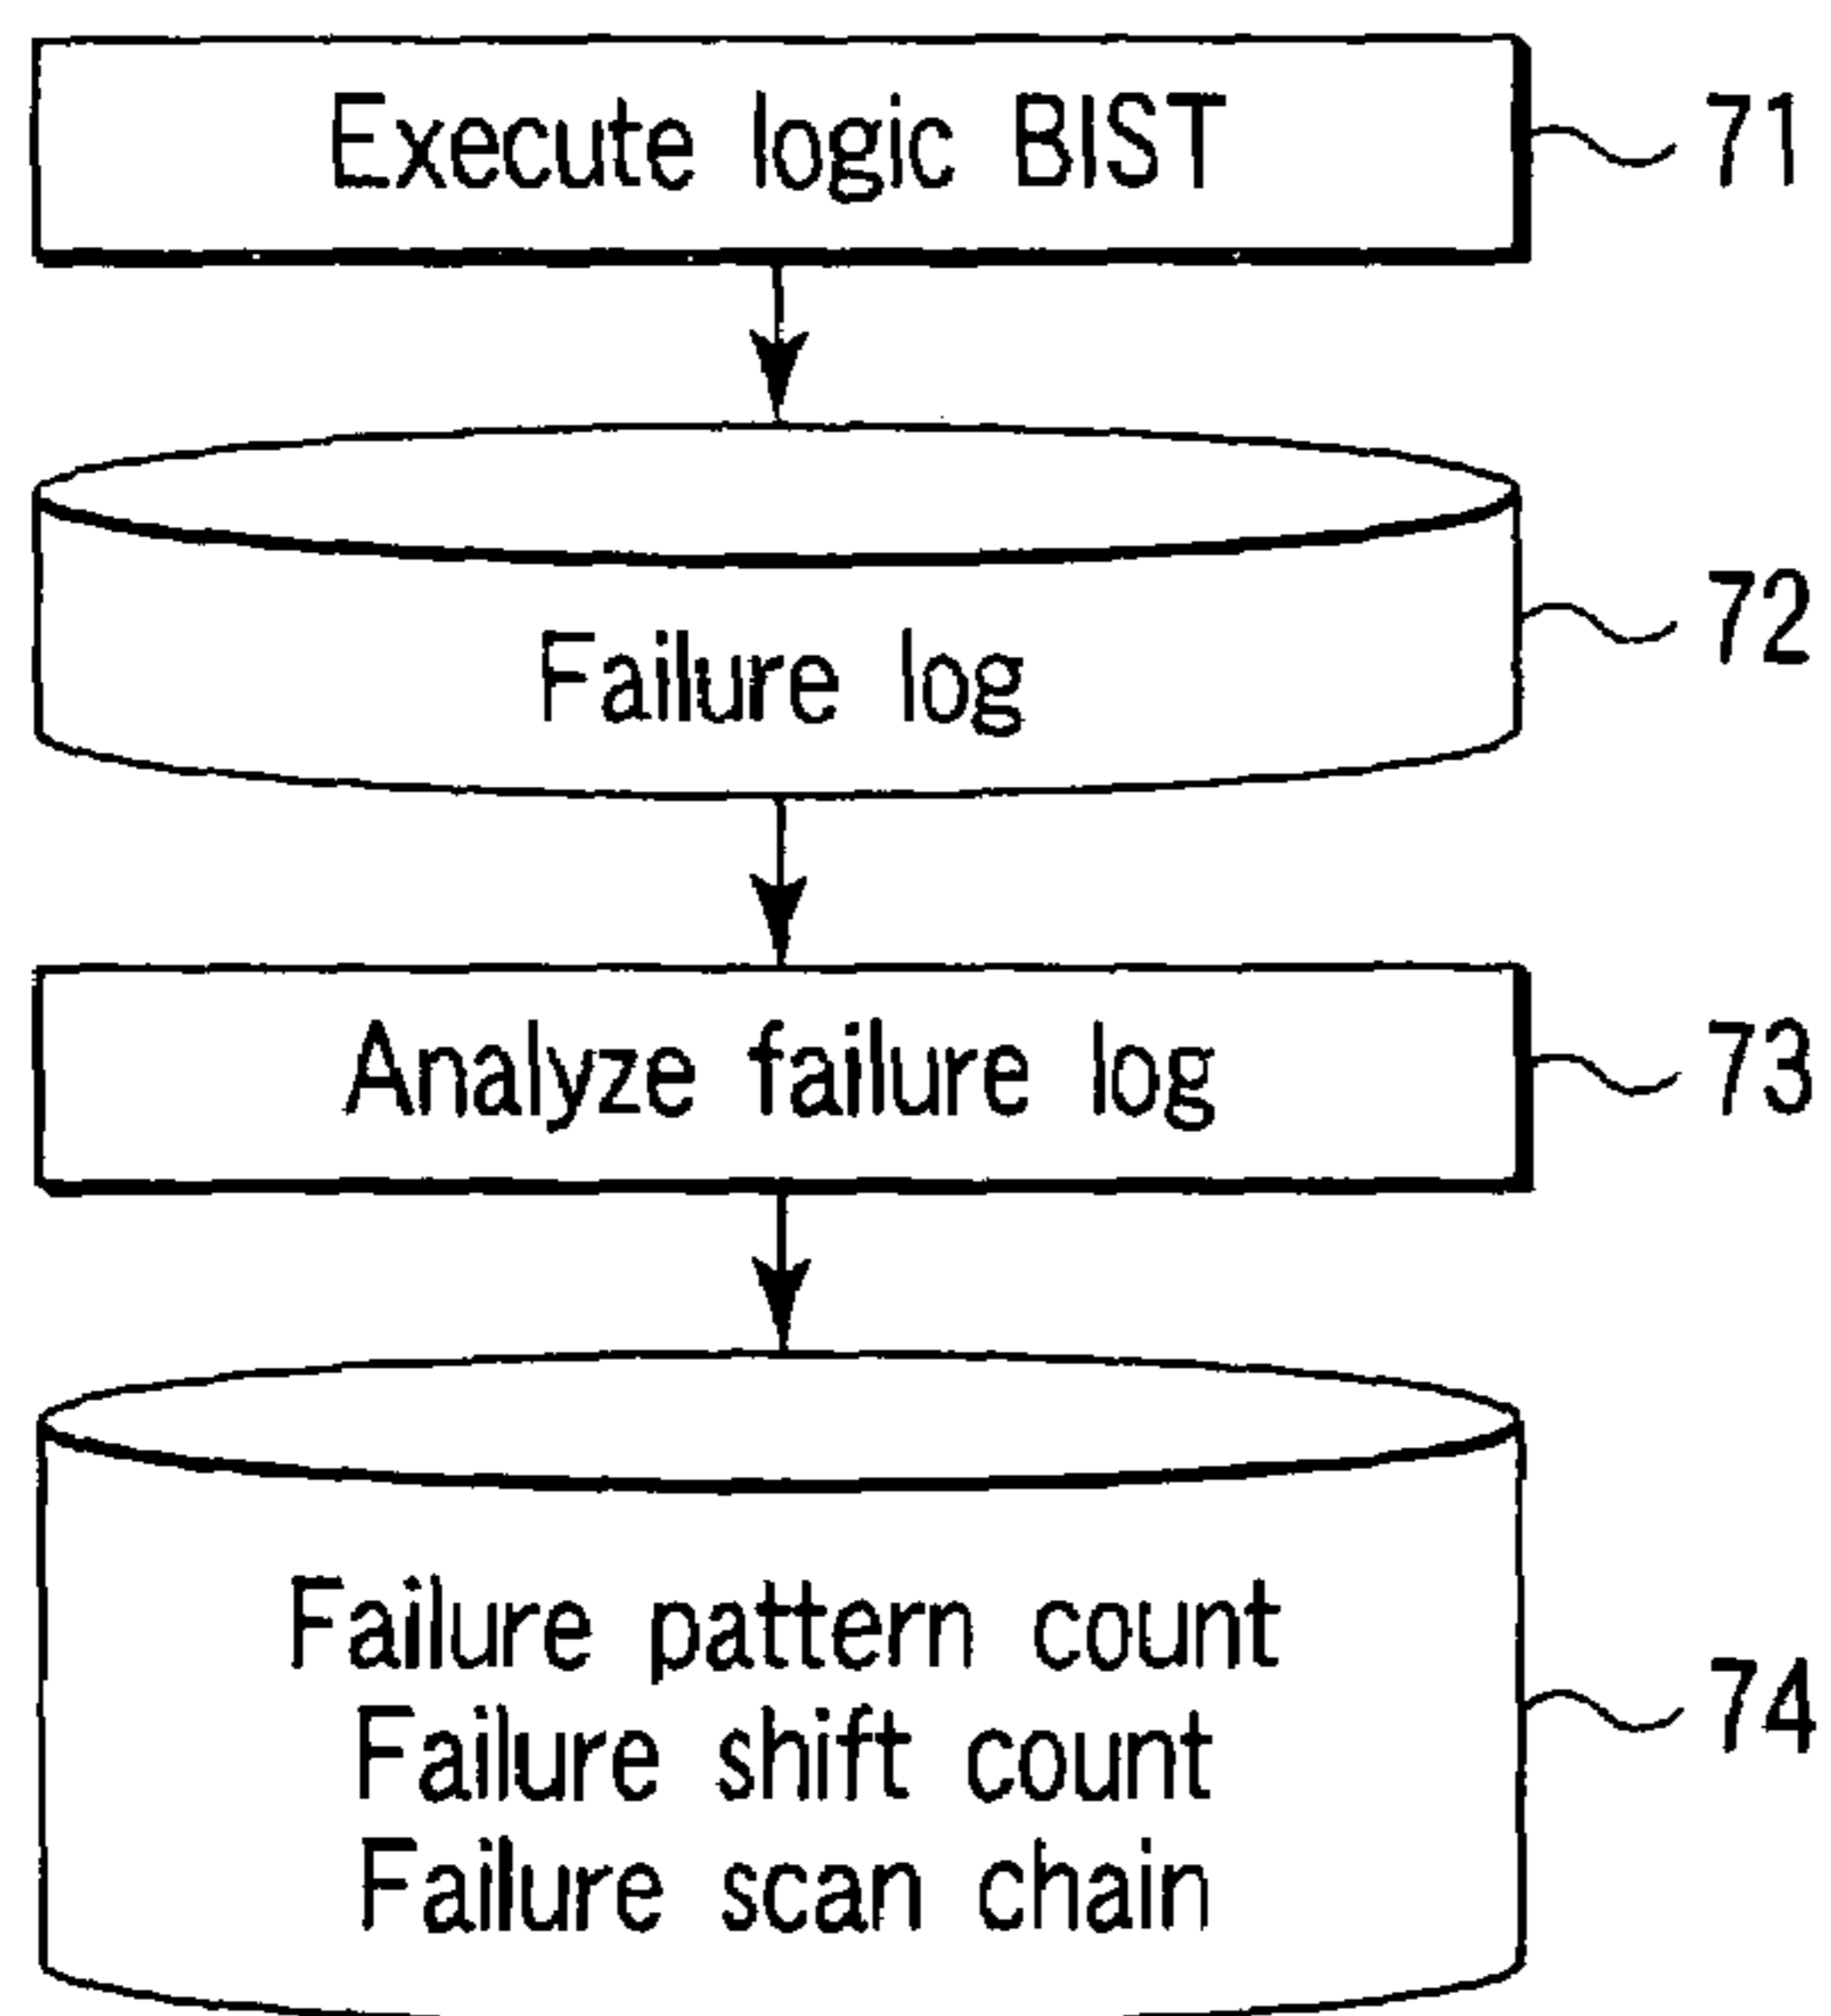 Execute logic BIST
71
Failure log
72
Analyze failure log
73
Failure pattern count
Failure shift count
74
Failure scan chain